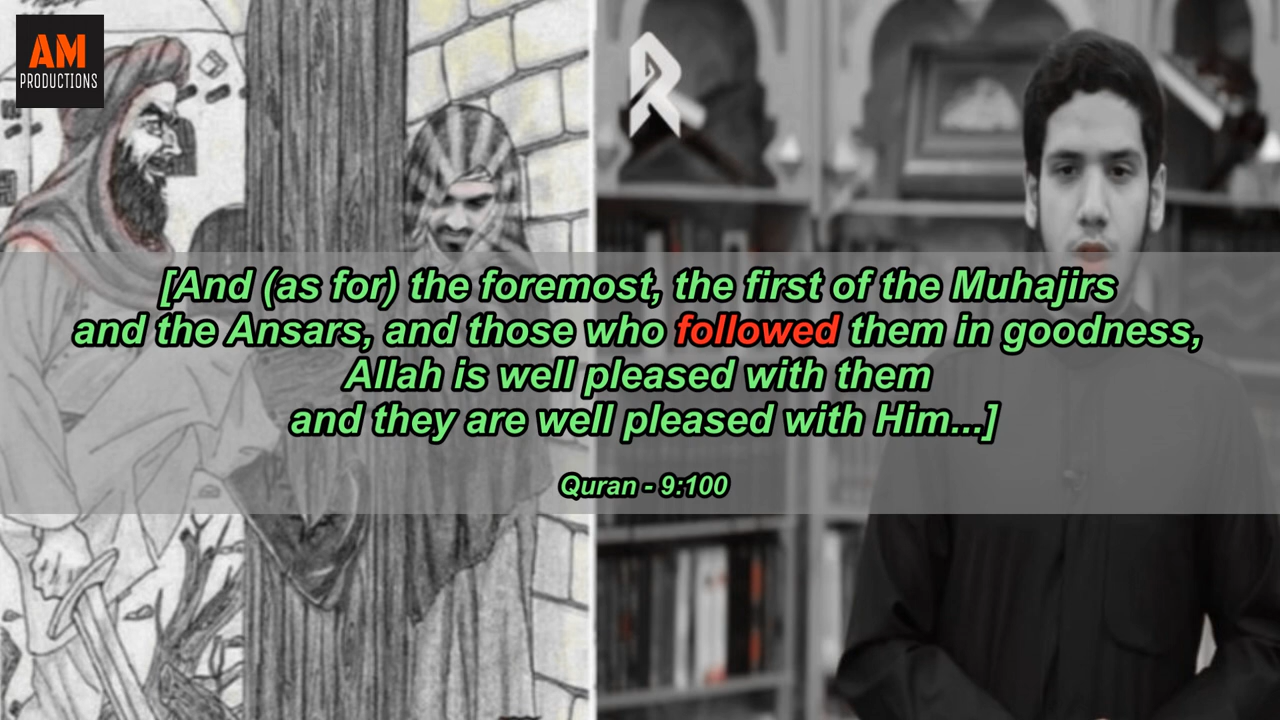 AM
PRODUCTIONS
[And (as for) the foremost, the first of the Muhajirs
and the Ansars, and those who followed them in goodness,
Allah is well pleased with them
and they are well pleased with Him...]
Quran - 9:100